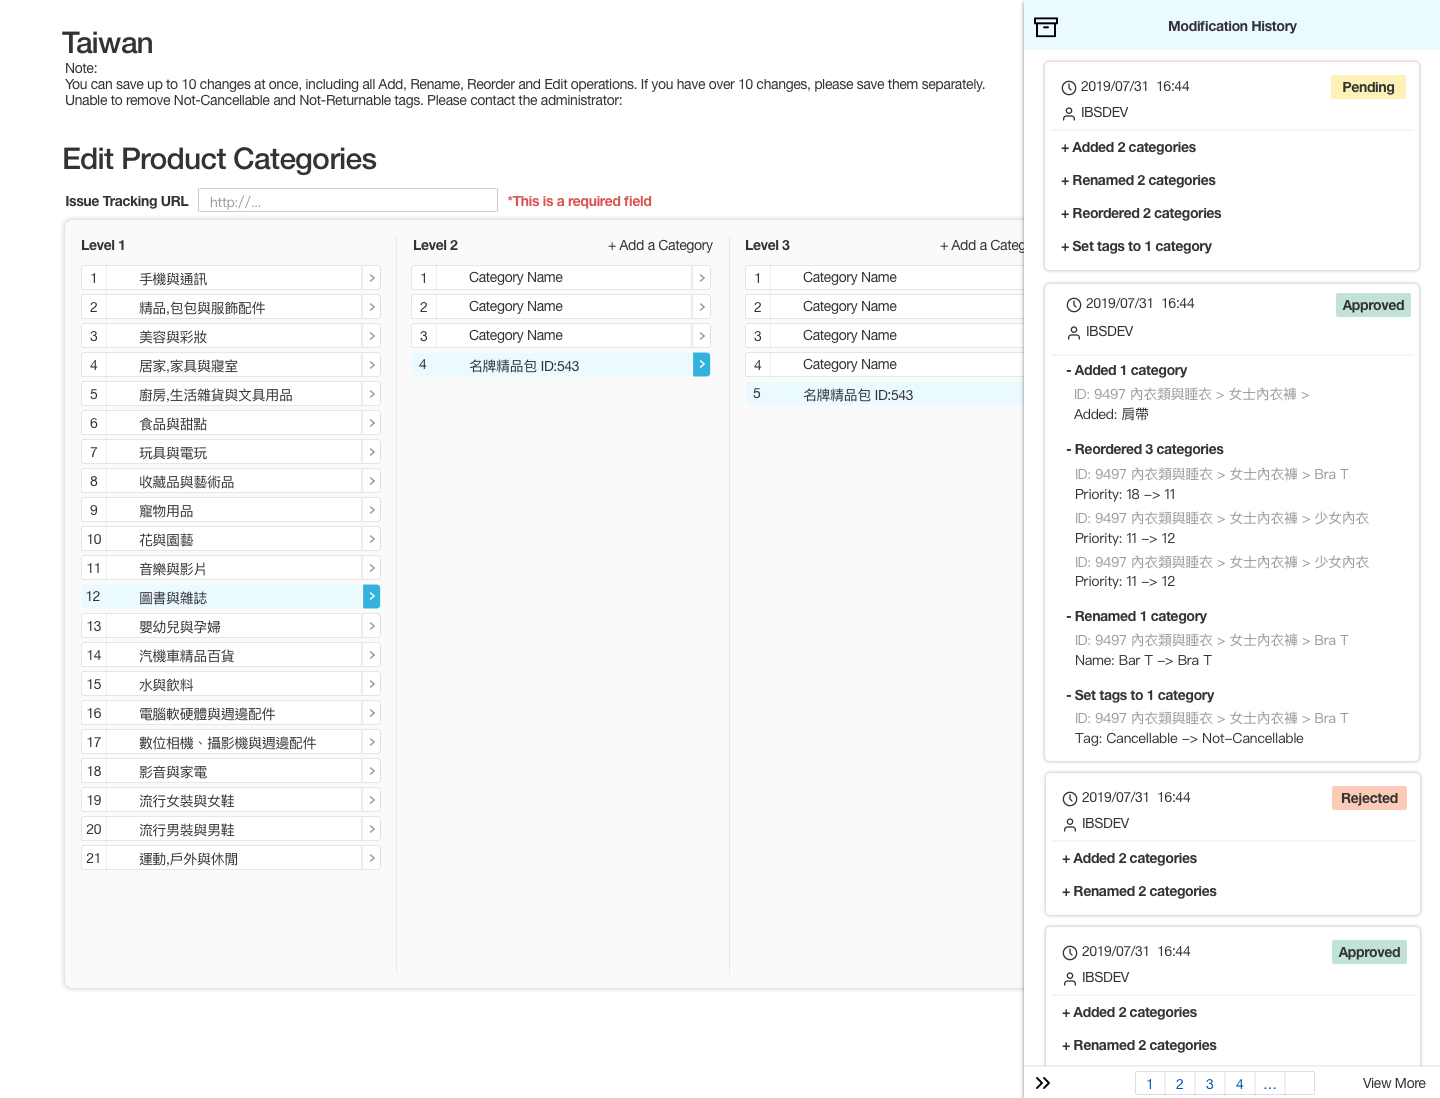 Taiwan
Note:
You can save up to 10 changes at once, including all Add, Rename, Reorder and Edit operations. If you have over 10 changes, please save them separately.
Unable to remove Not-Cancellable and Not-Returnable tags. Please contact the administrator:
Edit Product Categories
Issue Tracking URL
http://...
*This is a required field
Level 1
1 手機與通訊 >
2 精品,包包與服飾配件 >
3 美容與彩妝 >
4 居家,家具與寢室 >
5 廚房,生活雜貨與文具用品 >
6 食品與甜點 >
7 玩具與電玩 >
8 收藏品與藝術品 >
9 寵物用品 >
10 花與園藝 >
11 音樂與影片 >
12 圖書與雜誌 >
13 嬰幼兒與孕婦 >
14 汽機車精品百貨 >
15 水與飲料 >
16 電腦軟硬體與週邊配件 >
17 數位相機、攝影機與週邊配件 >
18 影音與家電 >
19 流行女裝與女鞋 >
20 流行男裝與男鞋 >
21 運動,戶外與休閒 >
Level 2 + Add a Category
1 Category Name >
2 Category Name >
3 Category Name >
4 名牌精品包 ID:543 >
Level 3 + Add a Categ
1 Category Name
2 Category Name
3 Category Name
4 Category Name
5 名牌精品包 ID:543
Modification History
2019/07/31 16:44 Pending
IBSDEV
+ Added 2 categories
+ Renamed 2 categories
+ Reordered 2 categories
+ Set tags to 1 category
2019/07/31 16:44 Approved
IBSDEV
- Added 1 category
ID: 9497 內衣類與睡衣 > 女士內衣褲 >
Added: 肩帶
- Reordered 3 categories
ID: 9497 內衣類與睡衣 > 女士內衣褲 > Bra T
Priority: 18 -> 11
ID: 9497 內衣類與睡衣 > 女士內衣褲 > 少女內衣
Priority: 11 -> 12
ID: 9497 內衣類與睡衣 > 女士內衣褲 > 少女內衣
Priority: 11 -> 12
- Renamed 1 category
ID: 9497 內衣類與睡衣 > 女士內衣褲 > Bra T
Name: Bar T -> Bra T
- Set tags to 1 category
ID: 9497 內衣類與睡衣 > 女士內衣褲 > Bra T
Tag: Cancellable -> Not-Cancellable
2019/07/31 16:44 Rejected
IBSDEV
+ Added 2 categories
+ Renamed 2 categories
2019/07/31 16:44 Approved
IBSDEV
+ Added 2 categories
+ Renamed 2 categories
1 2 3 4 ...
View More